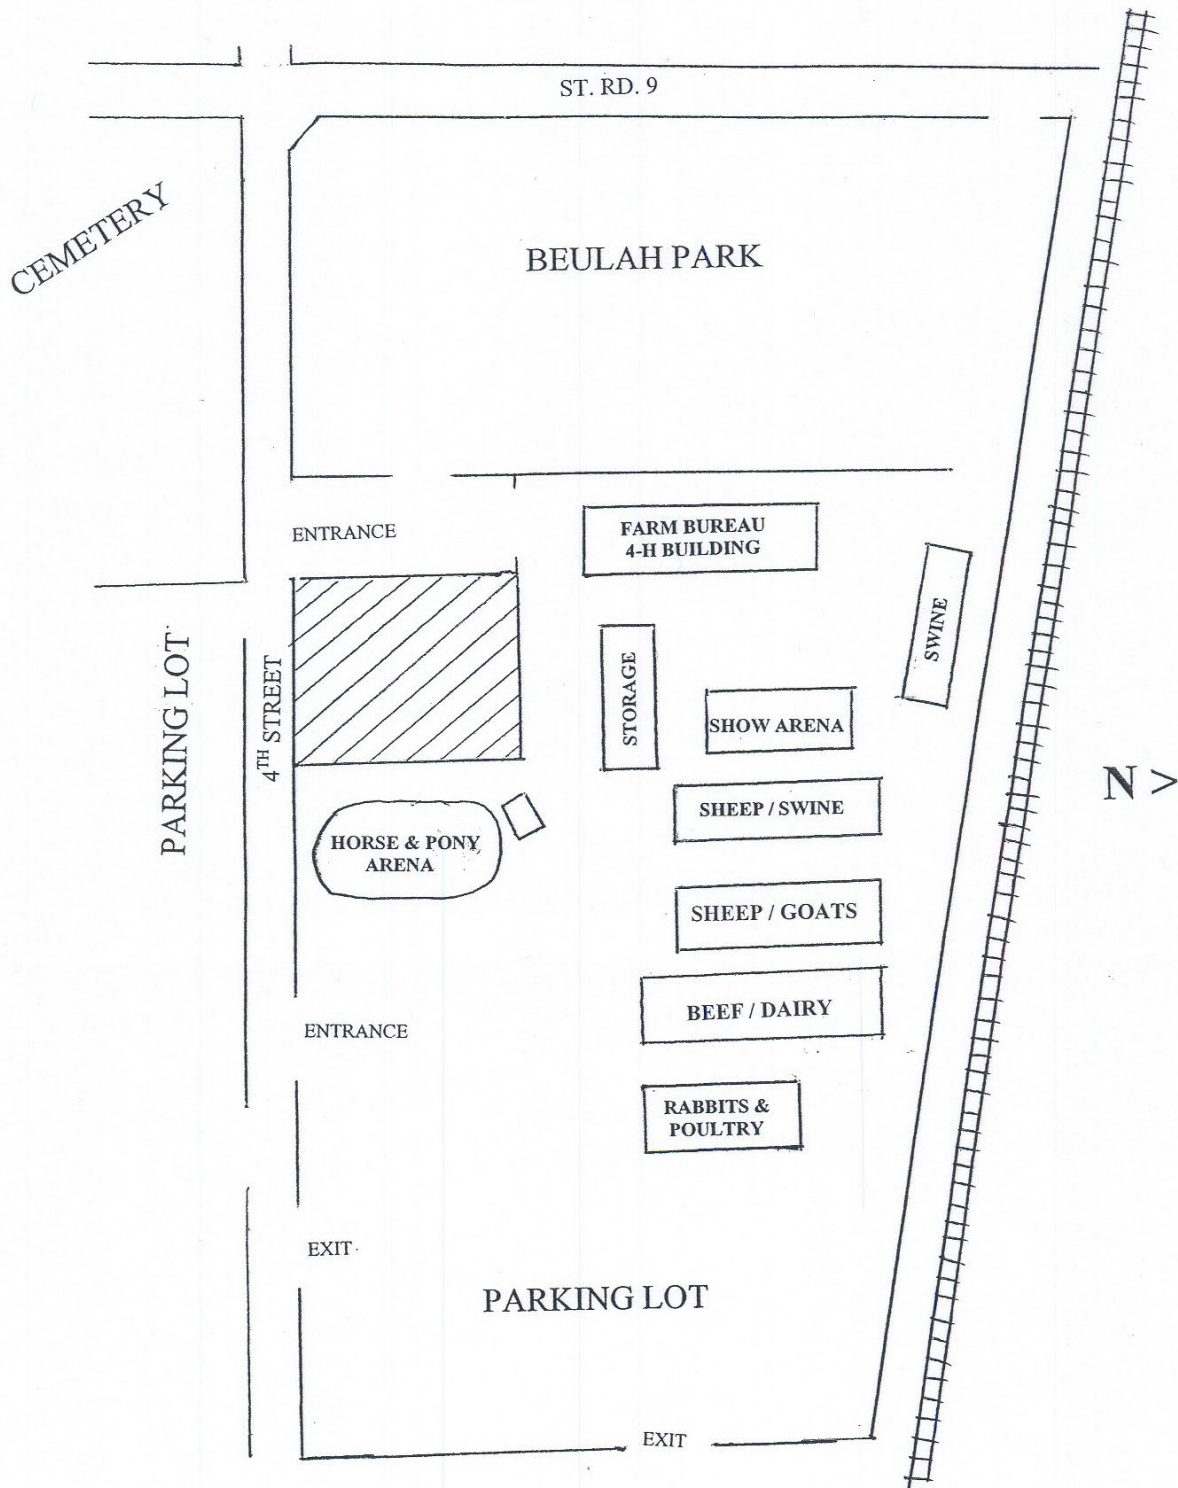 ST. RD. 9
CEMETERY
BEULAH PARK
ENTRANCE
FARM BUREAU
4-H BUILDING
SWINE
STORAGE
PARKING LOT
4TH STREET
SHOW ARENA
N >
SHEEP / SWINE
HORSE & PONY
ARENA
SHEEP / GOATS
BEEF / DAIRY
ENTRANCE
RABBITS &
POULTRY
EXIT
PARKING LOT
EXIT